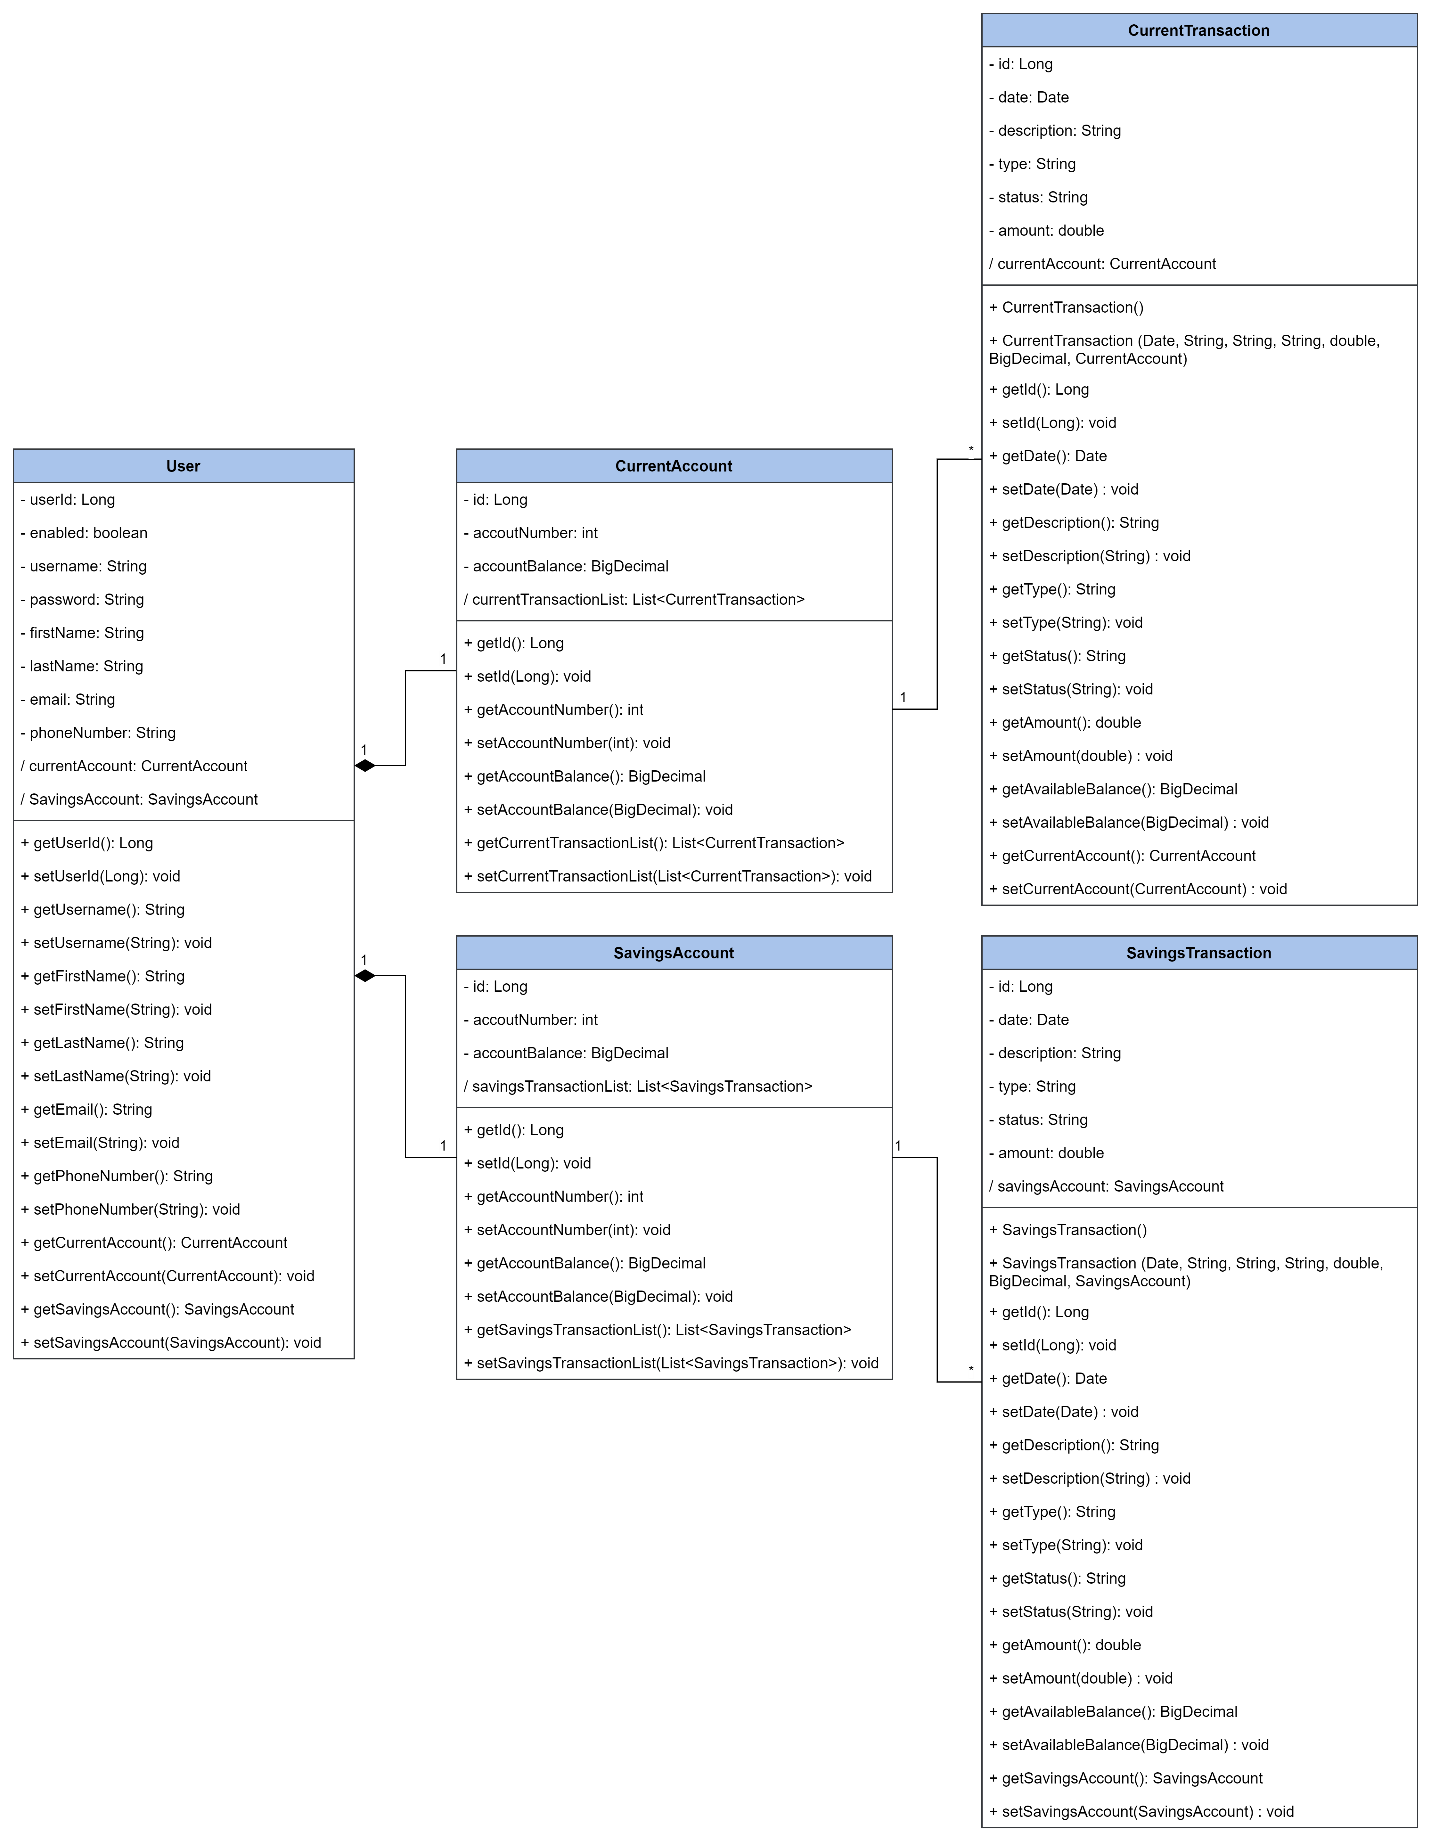 CurrentTransaction
- id: Long
- date: Date
- description: String
- type: String
- status: String
- amount: double
/ currentAccount: CurrentAccount
+ CurrentTransaction()
+ CurrentTransaction (Date, String, String, String, double,
BigDecimal, CurrentAccount)
+ getId(): Long
+ setId(Long): void
+ getDate(): Date
+ setDate(Date) : void
+ getDescription(): String
+ setDescription(String) : void
+ getType(): String
+ setType(String): void
+ getStatus(): String
+ setStatus(String): void
+ getAmount(): double
+ setAmount(double) : void
+ getAvailableBalance(): BigDecimal
+ setAvailableBalance(BigDecimal) : void
+ getCurrentAccount(): CurrentAccount
+ setCurrentAccount(CurrentAccount) : void
User
- userId: Long
- enabled: boolean
- username: String
- password: String
- firstName: String
- lastName: String
- email: String
- phoneNumber: String
/ currentAccount: CurrentAccount
/ SavingsAccount: SavingsAccount
+ getUserId(): Long
+ setUserId(Long): void
+ getUsername(): String
+ setUsername(String): void
+ getFirstName(): String
+ setFirstName(String): void
+ getLastName(): String
+ setLastName(String): void
+ getEmail(): String
+ setEmail(String): void
+ getPhoneNumber(): String
+ setPhoneNumber(String): void
+ getCurrentAccount(): CurrentAccount
+ setCurrentAccount(CurrentAccount): void
+ getSavingsAccount(): SavingsAccount
+ setSavingsAccount(SavingsAccount): void
1
1
1
1
CurrentAccount
- id: Long
- accoutNumber: int
- accountBalance: BigDecimal
/ currentTransactionList: List<CurrentTransaction>
+ getId(): Long
+ setId(Long): void
+ getAccountNumber(): int
+ setAccountNumber(int): void
+ getAccountBalance(): BigDecimal
+ setAccountBalance(BigDecimal): void
+ getCurrentTransactionList(): List<CurrentTransaction>
+ setCurrentTransactionList(List<CurrentTransaction>): void
1
*
SavingsAccount
- id: Long
- accoutNumber: int
- accountBalance: BigDecimal
/ savingsTransactionList: List<SavingsTransaction>
+ getId(): Long
+ setId(Long): void
+ getAccountNumber(): int
+ setAccountNumber(int): void
+ getAccountBalance(): BigDecimal
+ setAccountBalance(BigDecimal): void
+ getSavingsTransactionList(): List<SavingsTransaction>
+ setSavingsTransactionList(List<SavingsTransaction>): void
1
*
SavingsTransaction
- id: Long
- date: Date
- description: String
- type: String
- status: String
- amount: double
/ savingsAccount: SavingsAccount
+ SavingsTransaction()
+ SavingsTransaction (Date, String, String, String, double,
BigDecimal, SavingsAccount)
+ getId(): Long
+ setId(Long): void
+ getDate(): Date
+ setDate(Date) : void
+ getDescription(): String
+ setDescription(String) : void
+ getType(): String
+ setType(String): void
+ getStatus(): String
+ setStatus(String): void
+ getAmount(): double
+ setAmount(double) : void
+ getAvailableBalance(): BigDecimal
+ setAvailableBalance(BigDecimal) : void
+ getSavingsAccount(): SavingsAccount
+ setSavingsAccount(SavingsAccount) : void